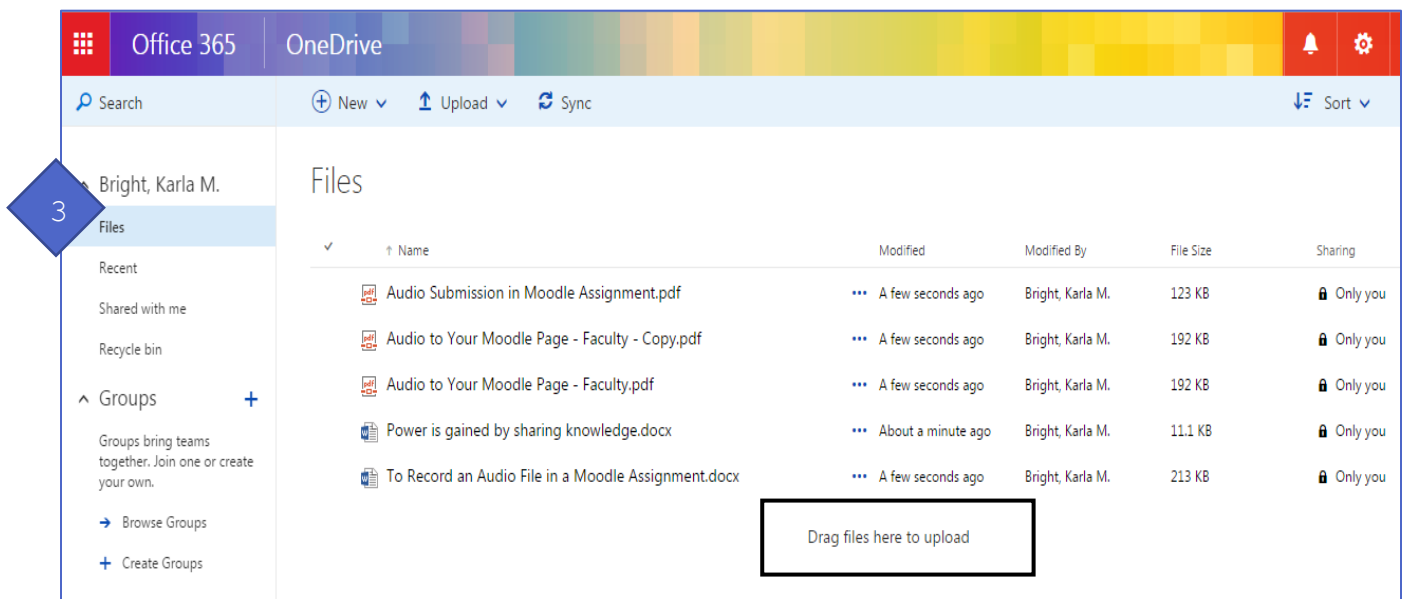 Office 365 OneDrive
Search New Upload Sync Sort
Bright, Karla M.
3
Files
Recent
Shared with me
Recycle bin
Groups
Groups bring teams
together. Join one or create
your own.
Browse Groups
Create Groups
Files
Name Modified Modified By File Size Sharing
pdf Audio Submission in Moodle Assignment.pdf ••• A few seconds ago Bright, Karla M. 123 KB Only you
pdf Audio to Your Moodle Page - Faculty - Copy.pdf ••• A few seconds ago Bright, Karla M. 192 KB Only you
pdf Audio to Your Moodle Page - Faculty.pdf ••• A few seconds ago Bright, Karla M. 192 KB Only you
Power is gained by sharing knowledge.docx ••• About a minute ago Bright, Karla M. 11.1 KB Only you
To Record an Audio File in a Moodle Assignment.docx ••• A few seconds ago Bright, Karla M. 213 KB Only you
Drag files here to upload